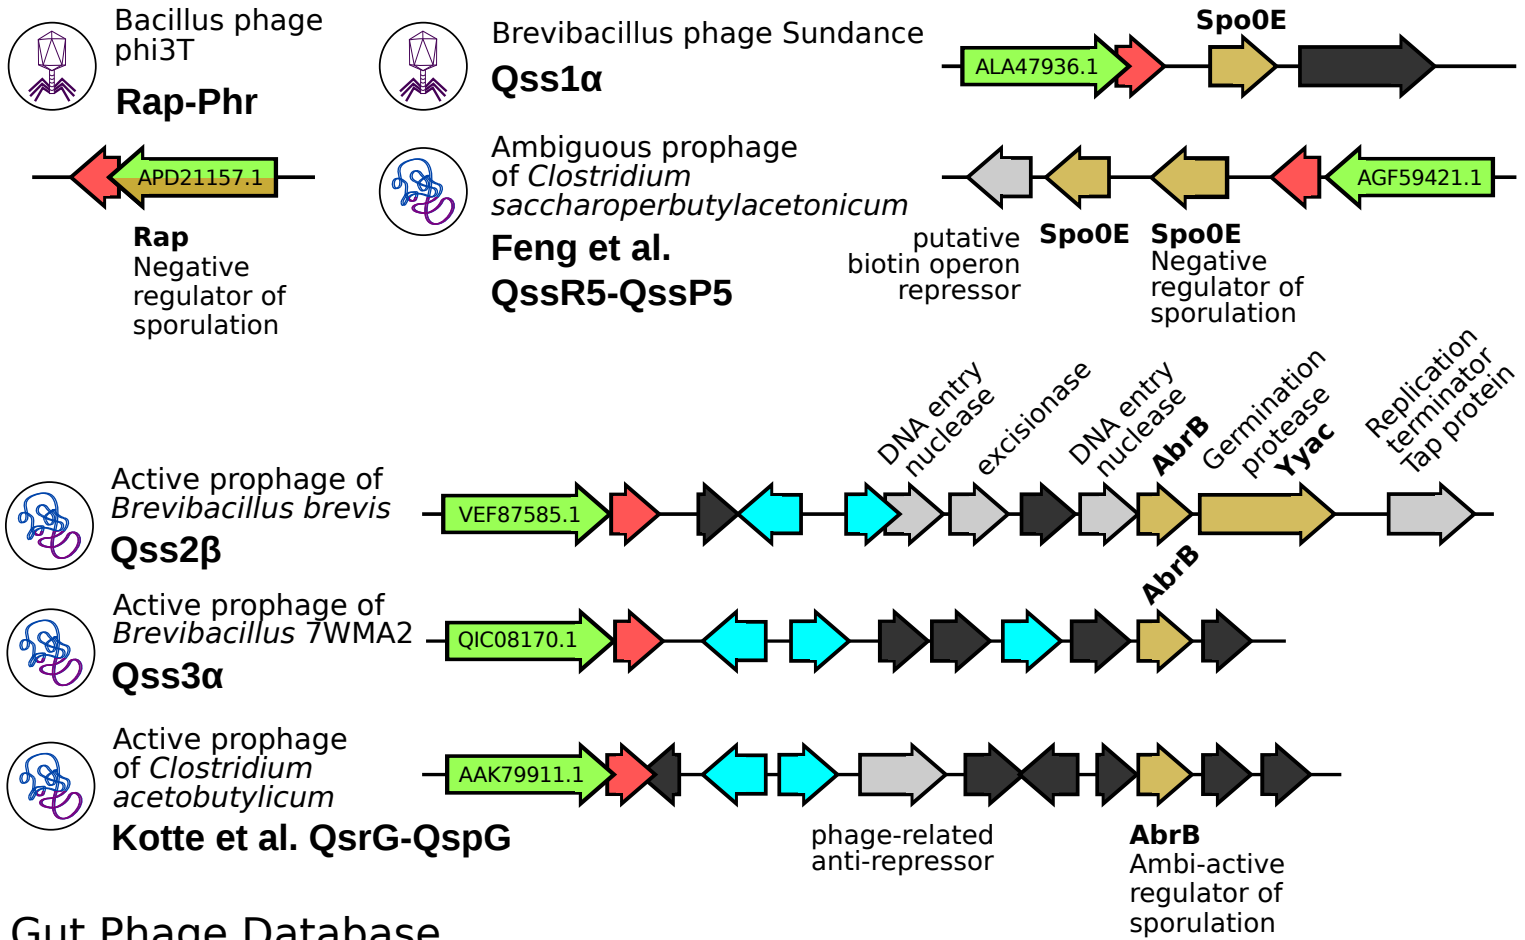 Bacillus phage
phi3T
Rap-Phr
APD21157.1
Rap
Negative
regulator of
sporulation
Brevibacillus phage Sundance
Qss1α
Spo0E
ALA47936.1
Ambiguous prophage
of Clostridium
saccharoperbutylacetonicum
Feng et al.
QssR5-QssP5
AGF59421.1
putative
biotin operon
repressor
Spo0E
Spo0E
Negative
regulator of
sporulation
DNA entry
nuclease
excisionase
DNA entry
nuclease
AbrB
Germination
protease
Yyac
Replication
terminator
Tap protein
Active prophage of
Brevibacillus brevis
Qss2β
VEF87585.1
AbrB
Active prophage of
Brevibacillus 7WMA2
Qss3α
QIC08170.1
Active prophage
of Clostridium
acetobutylicum
Kotte et al. QsrG-QspG
AAK79911.1
phage-related
anti-repressor
AbrB
Ambi-active
regulator of
sporulation
Gut Phage Database